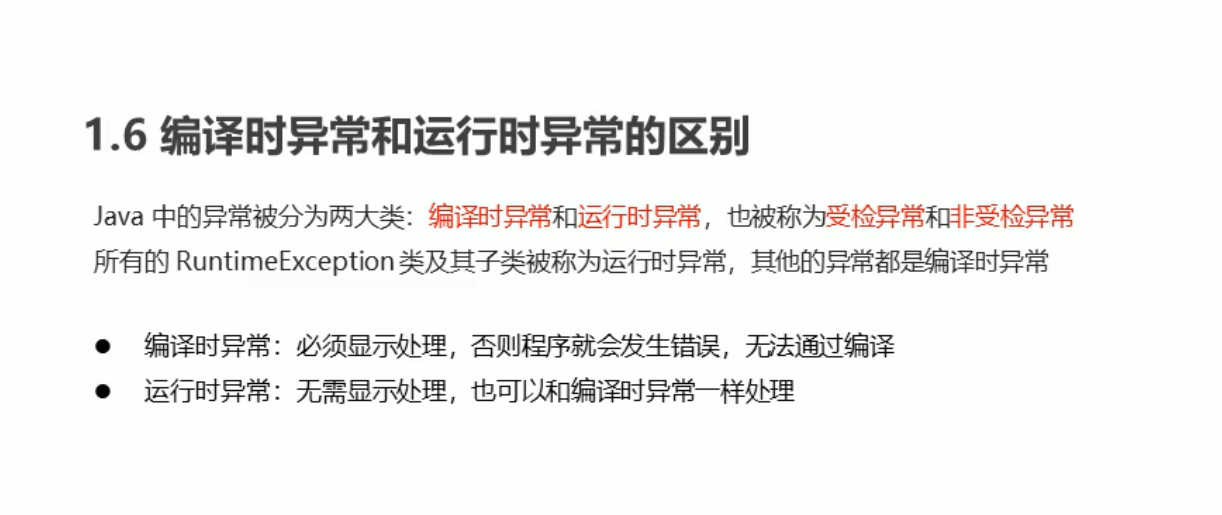 1.6 编译时异常和运行时异常的区别
Java 中的异常被分为两大类：编译时异常和运行时异常，也被称为受检异常和非受检异常
所有的 RuntimeException 类及其子类被称为运行时异常，其他的异常都是编译时异常
● 编译时异常：必须显示处理，否则程序就会发生错误，无法通过编译
● 运行时异常：无需显示处理，也可以和编译时异常一样处理